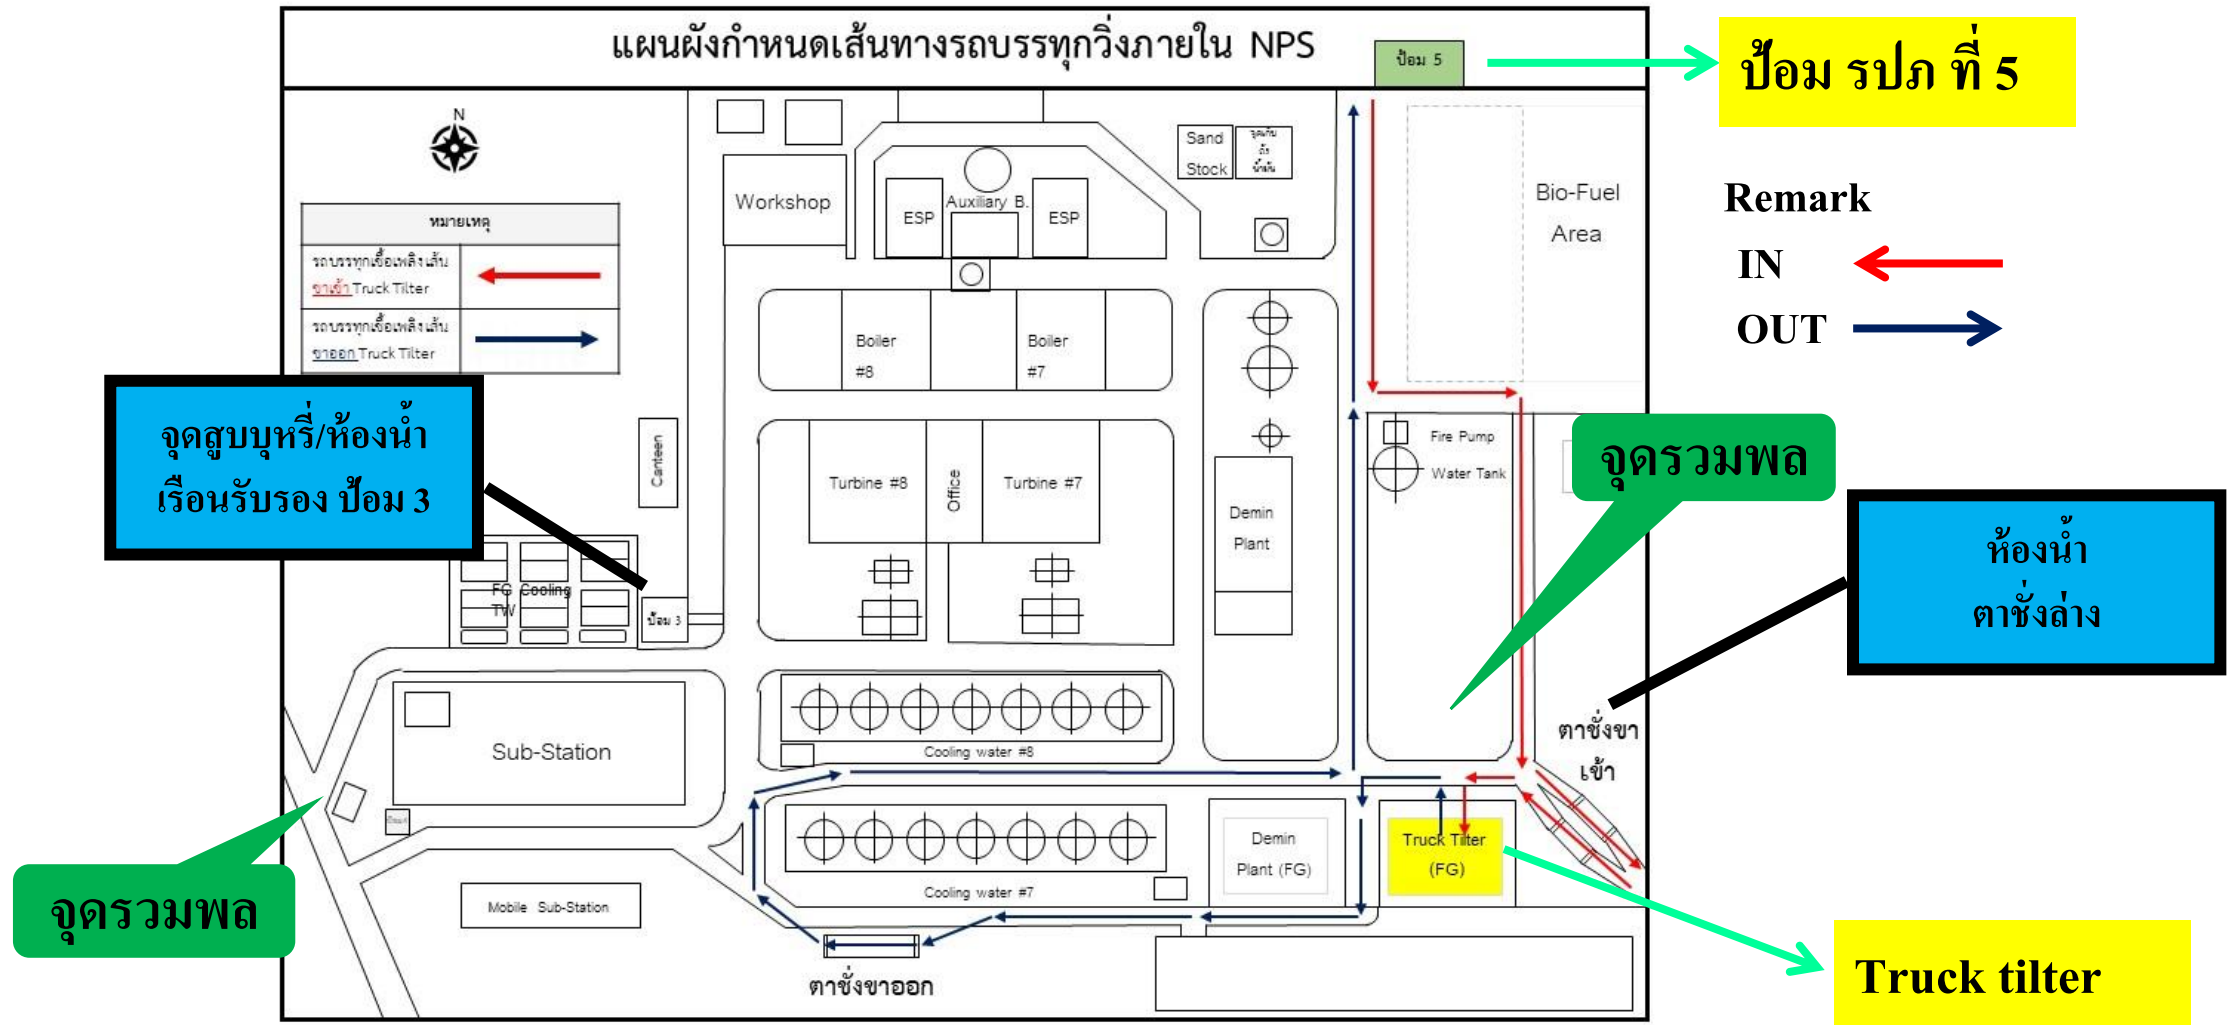 แผนผังกำหนดเส้นทางรถบรรทุกวิ่งภายใน NPS
ป้อม 5
ป้อม รปภ ที่ 5
Remark
IN
OUT
N
หมายเหตุ
รถบรรทุกเชื้อเพลิงเส้น
ขาเข้า Truck Tilter
รถบรรทุกเชื้อเพลิงเส้น
ขาออก Truck Tilter
Workshop
ESP
Auxiliary B.
ESP
Sand
Stock
จุดเก็บ
ถัง
น้ำมัน
Bio-Fuel
Area
Boiler
#8
Boiler
#7
จุดสูบบุหรี่/ห้องน้ำ
เรือนรับรอง ป้อม 3
Canteen
Turbine #8
Office
Turbine #7
Demin
Plant
Fire Pump
Water Tank
จุดรวมพล
ห้องน้ำ
ตาชั่งล่าง
FG Cooling
TW
ป้อม 3
Sub-Station
Cooling water #8
ตาชั่งขา
เข้า
Cooling water #7
Demin
Plant (FG)
Truck Tilter
(FG)
จุดรวมพล
Mobile Sub-Station
ตาชั่งขาออก
Truck tilter